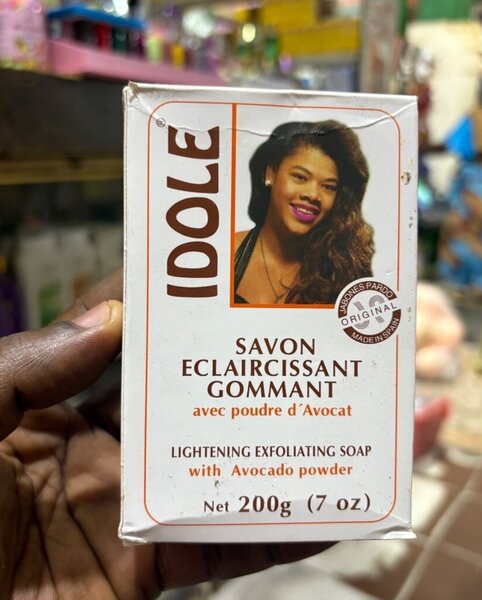 IDOLE®
JABONES PARDO
ORIGINAL
MADE IN SPAIN
SAVON
ECLAIRCISSANT
GOMMANT
avec poudre d´Avocat
LIGHTENING EXFOLIATING SOAP
with Avocado powder
Net 200g (7 oz)